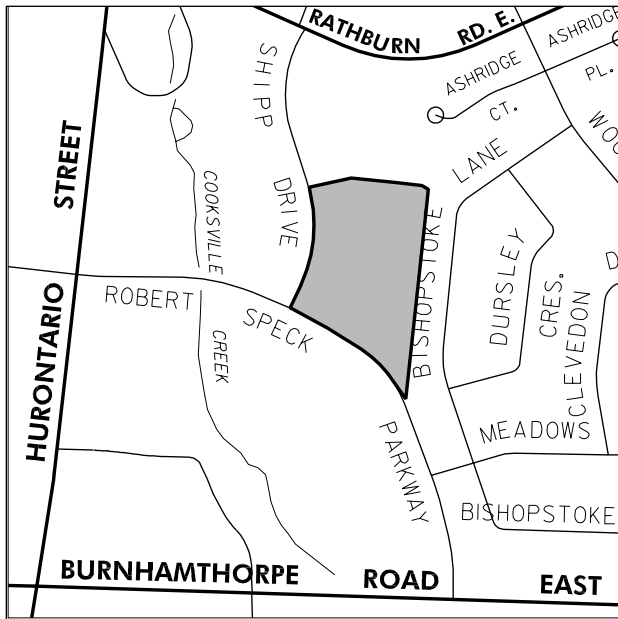 RATHBURN RD. E.
ASHRIDGE
ASHRIDGE
CT.
PL.
SHIPP
DRIVE
LANE
STREET
HURONTARIO
COOKSVILLE
CREEK
ROBERT
SPECK
PARKWAY
BISHOPSTOKE
DURSLEY
CRES.
CLEVEDON
MEADOWS
BISHOPSTOKE
BURNHAMTHORPE ROAD EAST